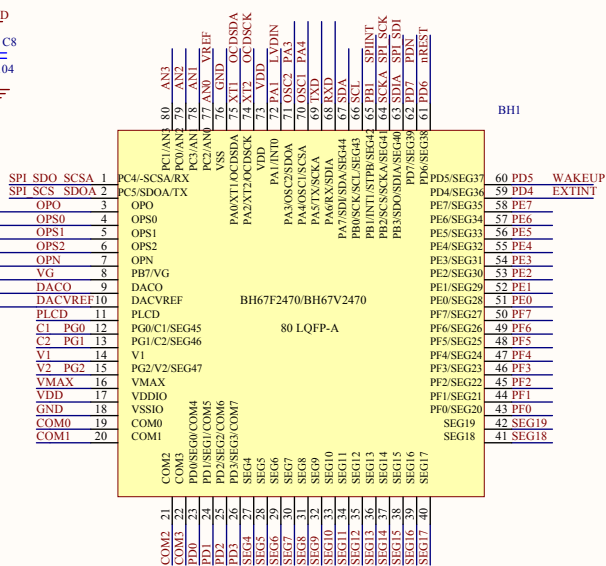 D
C8
04
80 AN3
79 AN2
78 AN1
77 AN0 VREF
76 GND
75 XT1 OCDSDA
74 XT2 OCDSCK
73 VDD
72 PA1 LVDIN
71 OSC2 PA3
70 OSC1 PA4
69 TXD
68 RXD
67 SDA
66 SCL
65 PB1 SPIINT
64 SCKA SPI_SCK
63 SDIA SPI_SDI
62 PD7 PDN
61 PD6 nREST
BH1
PC1/AN3
PC0/AN2
PC3/AN1
PC2/AN0
VSS
PA0/XT1/OCDSDA
PA2/XT2/OCDSCK
VDD
PA1/INT0
PA3/OSC2/SDOA
PA4/OSC1/SCSA
PA5/TX/SCKA
PA6/RX/SDIA
PA7/SDI/SDA/SEG44
PB0/SCK/SCL/SEG43
PB1/INT1/STPB/SEG42
PB2/SCS/SCKA/SEG41
PB3/SDO/SDIA/SEG40
PD7/SEG39
PD6/SEG38
SPI_SDO SCSA 1 PC4/-SCSA/RX
SPI_SCS SDOA 2 PC5/SDOA/TX
OPO 3 OPO
OPS0 4 OPS0
OPS1 5 OPS1
OPS2 6 OPS2
OPN 7 OPN
VG 8 PB7/VG
DACO 9 DACO
DACVREF 10 DACVREF
PLCD 11 PLCD
C1 PG0 12 PG0/C1/SEG45
C2 PG1 13 PG1/C2/SEG46
V1 14 V1
V2 PG2 15 PG2/V2/SEG47
VMAX 16 VMAX
VDD 17 VDDIO
GND 18 VSSIO
COM0 19 COM0
COM1 20 COM1
BH67F2470/BH67V2470
80 LQFP-A
PD5/SEG37 60 PD5 WAKEUP
PD4/SEG36 59 PD4 EXTINT
PE7/SEG35 58 PE7
PE6/SEG34 57 PE6
PE5/SEG33 56 PE5
PE4/SEG32 55 PE4
PE3/SEG31 54 PE3
PE2/SEG30 53 PE2
PE1/SEG29 52 PE1
PE0/SEG28 51 PE0
PF7/SEG27 50 PF7
PF6/SEG26 49 PF6
PF5/SEG25 48 PF5
PF4/SEG24 47 PF4
PF3/SEG23 46 PF3
PF2/SEG22 45 PF2
PF1/SEG21 44 PF1
PF0/SEG20 43 PF0
SEG19 42 SEG19
SEG18 41 SEG18
COM2
COM3
PD0/SEG0/COM4
PD1/SEG1/COM5
PD2/SEG2/COM6
PD3/SEG3/COM7
SEG4
SEG5
SEG6
SEG7
SEG8
SEG9
SEG10
SEG11
SEG12
SEG13
SEG14
SEG15
SEG16
SEG17
COM2 21
COM3 22
PD0 23
PD1 24
PD2 25
PD3 26
SEG4 27
SEG5 28
SEG6 29
SEG7 30
SEG8 31
SEG9 32
SEG10 33
SEG11 34
SEG12 35
SEG13 36
SEG14 37
SEG15 38
SEG16 39
SEG17 40